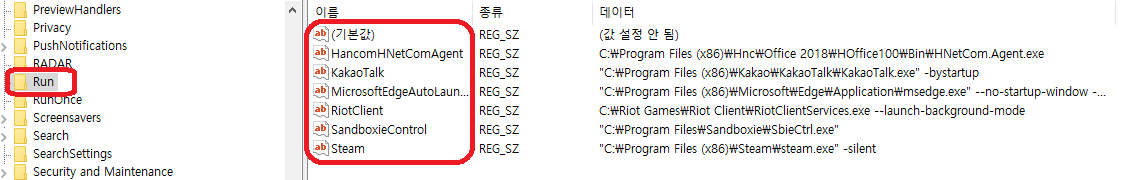 PreviewHandlers
Privacy
PushNotifications
RADAR
Run
RunOnce
Screensavers
Search
SearchSettings
Security and Maintenance
이름 종류 데이터
(기본값) REG_SZ (값 설정 안 됨)
HancomHNetComAgent REG_SZ C:₩Program Files (x86)₩Hnc₩Office 2018₩HOffice100₩Bin₩HNetCom.Agent.exe
KakaoTalk REG_SZ "C:₩Program Files (x86)₩Kakao₩KakaoTalk₩KakaoTalk.exe" -bystartup
MicrosoftEdgeAutoLaun... REG_SZ "C:₩Program Files (x86)₩Microsoft₩Edge₩Application₩msedge.exe" --no-startup-window -...
RiotClient REG_SZ C:₩Riot Games₩Riot Client₩RiotClientServices.exe --launch-background-mode
SandboxieControl REG_SZ "C:₩Program Files₩Sandboxie₩SbieCtrl.exe"
Steam REG_SZ "C:₩Program Files (x86)₩Steam₩steam.exe" -silent